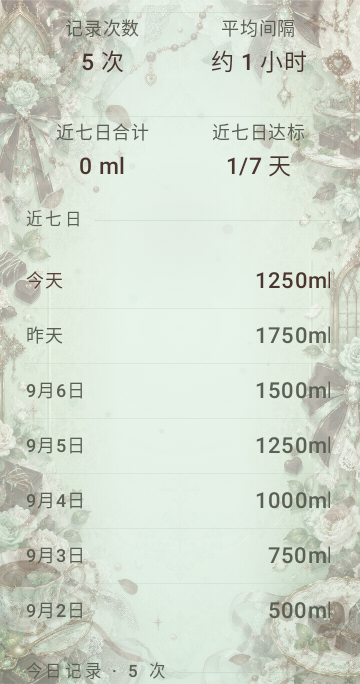 记录次数 平均间隔
5 次 约 1 小时
近七日合计 近七日达标
0 ml 1/7 天
近七日
今天 1250ml
昨天 1750ml
9月6日 1500ml
9月5日 1250ml
9月4日 1000ml
9月3日 750ml
9月2日 500ml
今日记录 · 5 次